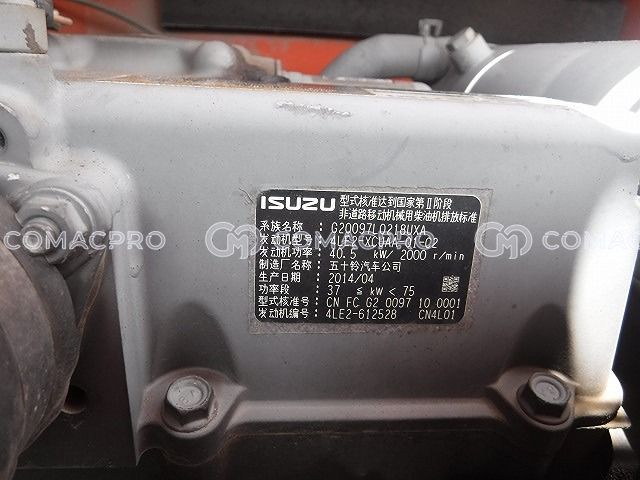 ISUZU 型式核准达到国家第Ⅱ阶段
非道路移动机械用柴油机排放标准
系族名称 : G20097L0218UXA
发动机型号 : 4LE2-XCUAA-01-C2
发动机功率 : 40.5 kW/ 2000 r/min
制造厂名称 : 五十铃汽车公司
生产日期 : 2014/04
功率段 : 37 ≤ kW < 75
型式核准号 : CN FC G2 0097 10 0001
发动机编号 : 4LE2-612528 CN4L01
COMACPRO COMACPRO COMACPRO